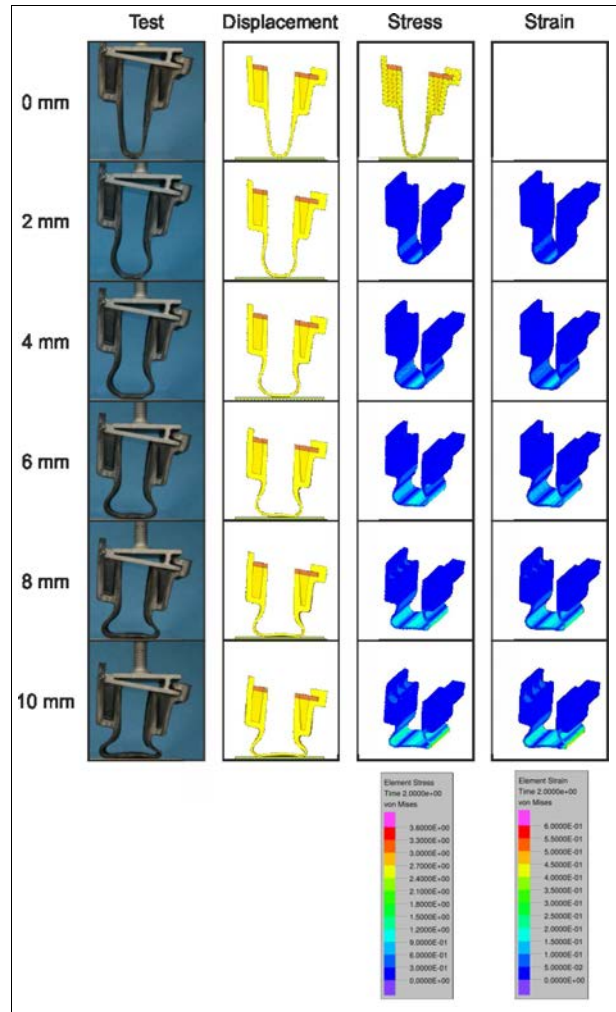 Test Displacement Stress Strain
0 mm
2 mm
4 mm
6 mm
8 mm
10 mm
Element Stress
Time 2.0000e+00
von Mises
3.6000E+00
3.3000E+00
3.0000E+00
2.7000E+00
2.4000E+00
2.1000E+00
1.8000E+00
1.5000E+00
1.2000E+00
9.0000E-01
6.0000E-01
3.0000E-01
0.0000E+00
Element Strain
Time 2.0000e+00
von Mises
6.0000E-01
5.5000E-01
5.0000E-01
4.5000E-01
4.0000E-01
3.5000E-01
3.0000E-01
2.5000E-01
2.0000E-01
1.5000E-01
1.0000E-01
5.0000E-02
0.0000E+00